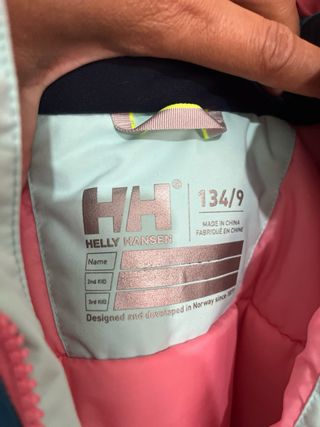 HH®
134/9
MADE IN CHINA
FABRIQUÉ EN CHINE
HELLY HANSEN
Name
2nd KID
3rd KID
Designed and developed in Norway since